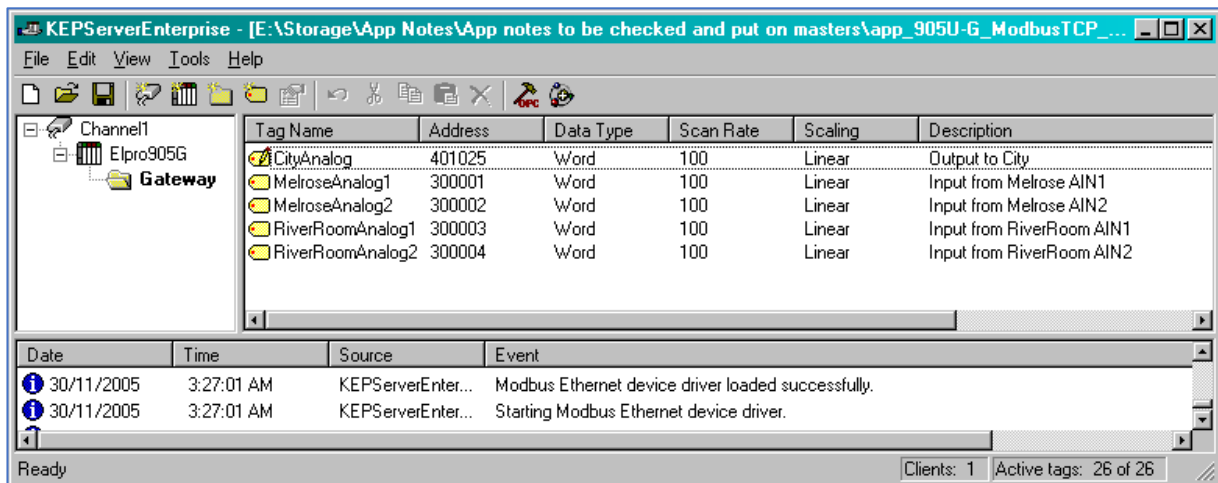 KEPServerEnterprise - [E:\Storage\App Notes\App notes to be checked and put on masters\app_905U-G_ModbusTCP_...
File Edit View Tools Help
OPC
Channel1
Elpro905G
Gateway
Tag Name Address Data Type Scan Rate Scaling Description
CityAnalog 401025 Word 100 Linear Output to City
MelroseAnalog1 300001 Word 100 Linear Input from Melrose AIN1
MelroseAnalog2 300002 Word 100 Linear Input from Melrose AIN2
RiverRoomAnalog1 300003 Word 100 Linear Input from RiverRoom AIN1
RiverRoomAnalog2 300004 Word 100 Linear Input from RiverRoom AIN2
Date Time Source Event
30/11/2005 3:27:01 AM KEPServerEnter... Modbus Ethernet device driver loaded successfully.
30/11/2005 3:27:01 AM KEPServerEnter... Starting Modbus Ethernet device driver.
Ready Clients: 1 Active tags: 26 of 26